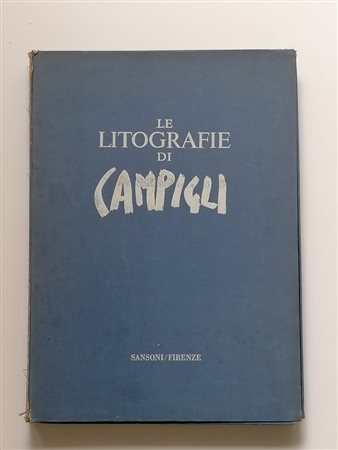 LE
LITOGRAFIE
DI
CAMPIGLI
SANSONI/FIRENZE